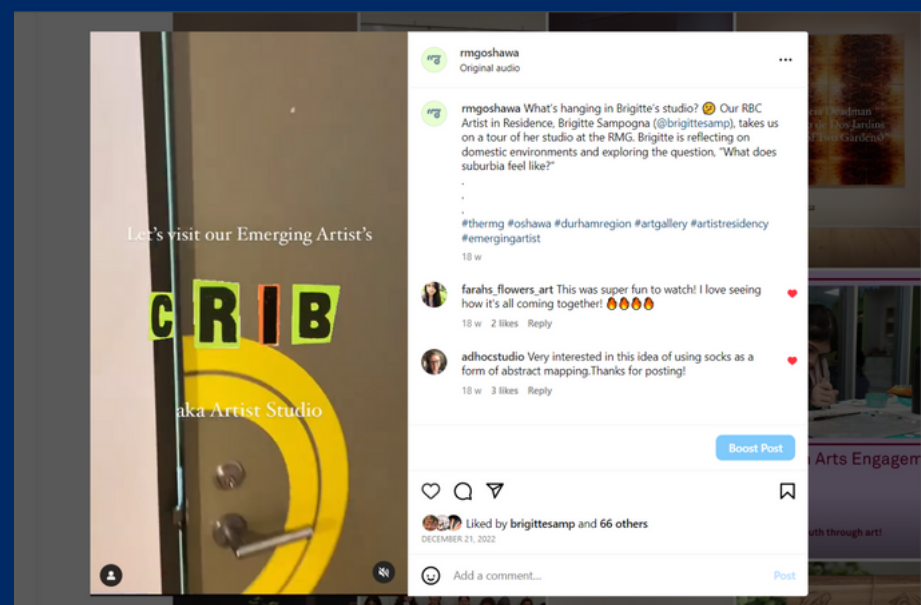 Let's visit our Emerging Artist's
CRIB
aka Artist Studio
rmgoshawa
Original audio
rmgoshawa What's hanging in Brigitte's studio? 🤔 Our RBC
Artist in Residence, Brigitte Sampogna (@brigittesamp), takes us
on a tour of her studio at the RMG. Brigitte is reflecting on
domestic environments and exploring the question, "What does
suburbia feel like?"
.
.
.
#thermg #oshawa #durhamregion #artgallery #artistresidency
#emergingartist
18 w
farahs_flowers_art This was super fun to watch! I love seeing
how it's all coming together! 🔥🔥🔥🔥
18 w 2 likes Reply
adhocstudio Very interested in this idea of using socks as a
form of abstract mapping.Thanks for posting!
18 w 3 likes Reply
Boost Post
Liked by brigittesamp and 66 others
DECEMBER 21, 2022
Add a comment...
Post
Deadman
Dos Jardins
Two Gardens)
Arts Engagem
uth through art!